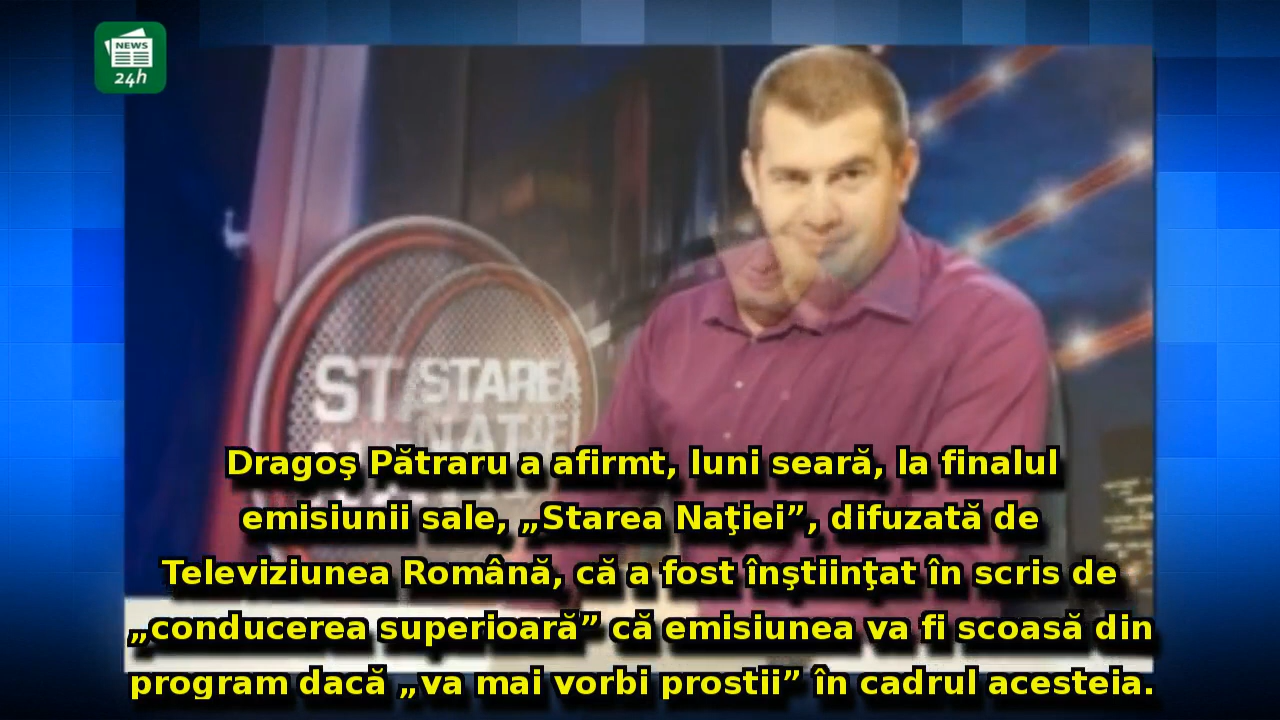 NEWS
24h
STAREA
NAŢIE
Dragoş Pătraru a afirmt, luni seară, la finalul
emisiunii sale, „Starea Naţiei”, difuzată de
Televiziunea Română, că a fost înştiinţat în scris de
„conducerea superioară” că emisiunea va fi scoasă din
program dacă „va mai vorbi prostii” în cadrul acesteia.